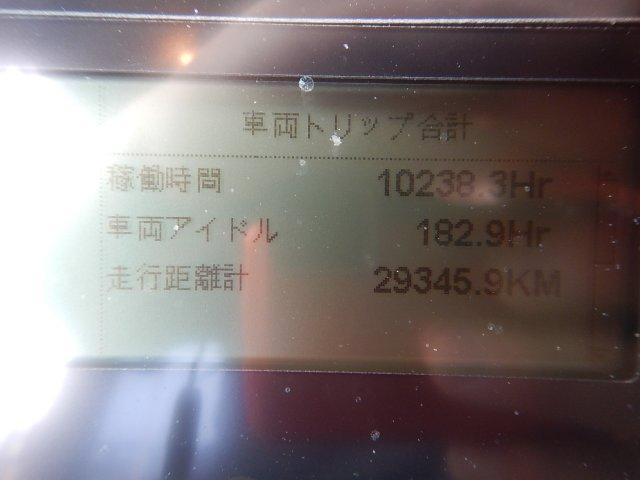 車両トリップ合計
稼働時間 10238.3Hr
車両アイドル 182.9Hr
走行距離計 29345.9KM